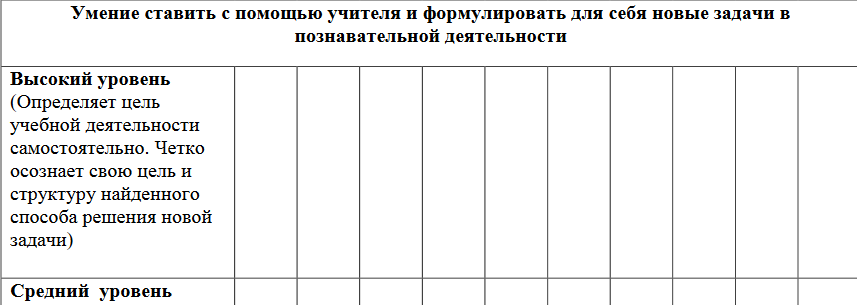 Умение ставить с помощью учителя и формулировать для себя новые задачи в
познавательной деятельности
Высокий уровень
(Определяет цель
учебной деятельности
самостоятельно. Четко
осознает свою цель и
структуру найденного
способа решения новой
задачи)
Средний уровень